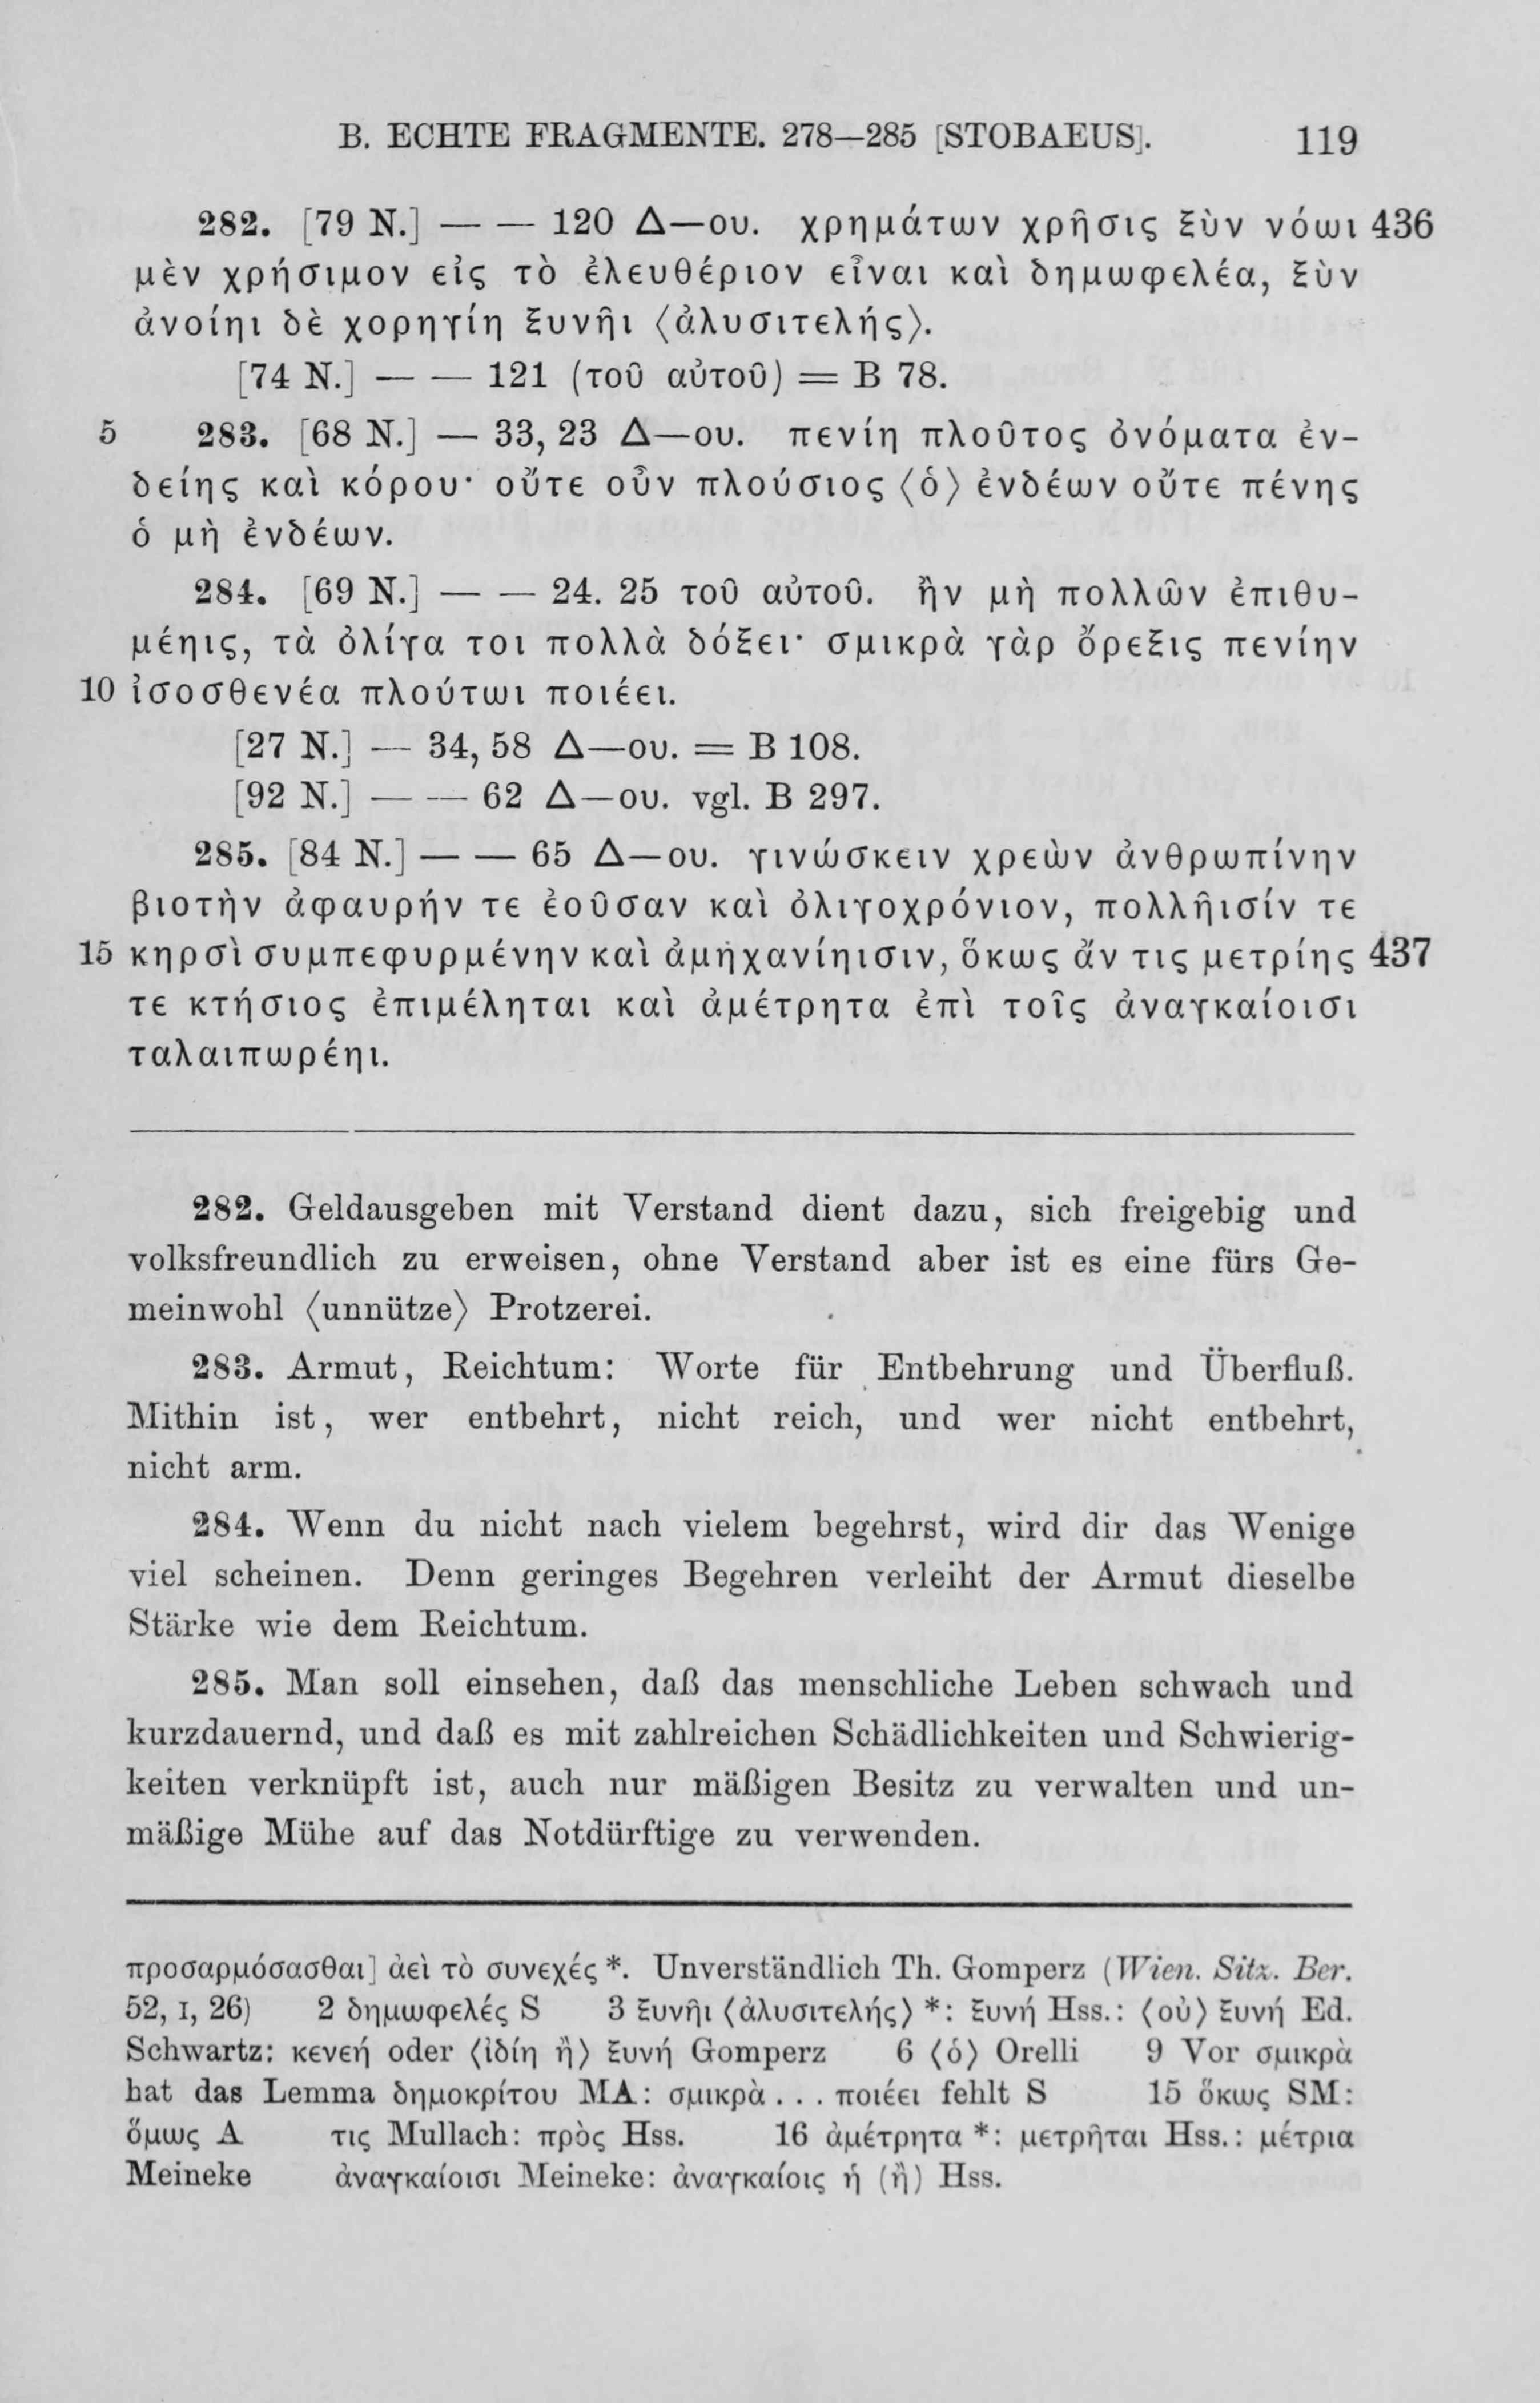 B. ECHTE FRAGMENTE. 278—285 [STOBAEUS]. 119
282. [79 N.] — — 120 Δ—ου. χρημάτων χρῆσις ξὺν νόωι 436
μὲν χρήσιμον εἰς τὸ ἐλευθέριον εἶναι καὶ δημωφελέα, ξὺν
ἀνοίηι δὲ χορηγίη ξυνῆι ⟨ἀλυσιτελής⟩.
[74 N.] — — 121 (τοῦ αὐτοῦ) = B 78.
5 283. [68 N.] — 33, 23 Δ—ου. πενίη πλοῦτος ὀνόματα ἐν-
δείης καὶ κόρου· οὔτε οὖν πλούσιος ⟨ὁ⟩ ἐνδέων οὔτε πένης
ὁ μὴ ἐνδέων.
284. [69 N.] — — 24. 25 τοῦ αὐτοῦ. ἢν μὴ πολλῶν ἐπιθυ-
μέηις, τὰ ὀλίγα τοι πολλὰ δόξει· σμικρὰ γὰρ ὄρεξις πενίην
10 ἰσοσθενέα πλούτωι ποιέει.
[27 N.] — 34, 58 Δ—ου. = B 108.
[92 N.] — — 62 Δ—ου. vgl. B 297.
285. [84 N.] — — 65 Δ—ου. γινώσκειν χρεὼν ἀνθρωπίνην
βιοτὴν ἀφαυρήν τε ἐοῦσαν καὶ ὀλιγοχρόνιον, πολλῆισίν τε
15 κηρσὶ συμπεφυρμένην καὶ ἀμηχανίηισιν, ὅκως ἄν τις μετρίης 437
τε κτήσιος ἐπιμέληται καὶ ἀμέτρητα ἐπὶ τοῖς ἀναγκαίοισι
ταλαιπωρέηι.
282. Geldausgeben mit Verstand dient dazu, sich freigebig und
volksfreundlich zu erweisen, ohne Verstand aber ist es eine fürs Ge-
meinwohl ⟨unnütze⟩ Protzerei.
283. Armut, Reichtum: Worte für Entbehrung und Überfluß.
Mithin ist, wer entbehrt, nicht reich, und wer nicht entbehrt,
nicht arm.
284. Wenn du nicht nach vielem begehrst, wird dir das Wenige
viel scheinen. Denn geringes Begehren verleiht der Armut dieselbe
Stärke wie dem Reichtum.
285. Man soll einsehen, daß das menschliche Leben schwach und
kurzdauernd, und daß es mit zahlreichen Schädlichkeiten und Schwierig-
keiten verknüpft ist, auch nur mäßigen Besitz zu verwalten und un-
mäßige Mühe auf das Notdürftige zu verwenden.
προσαρμόσασθαι] ἀεὶ τὸ συνεχές *. Unverständlich Th. Gomperz (Wien. Sitz. Ber.
52, I, 26) 2 δημωφελές S 3 ξυνῆι ⟨ἀλυσιτελής⟩ *: ξυνή Hss.: ⟨οὐ⟩ ξυνή Ed.
Schwartz: κενεή oder ⟨ἰδίη ἢ⟩ ξυνή Gomperz 6 ⟨ὁ⟩ Orelli 9 Vor σμικρὰ
hat das Lemma δημοκρίτου MA: σμικρὰ . . . ποιέει fehlt S 15 ὅκως SM:
ὅμως A τις Mullach: πρὸς Hss. 16 ἀμέτρητα *: μετρῆται Hss.: μέτρια
Meineke ἀναγκαίοισι Meineke: ἀναγκαίοις ἡ (ἢ) Hss.